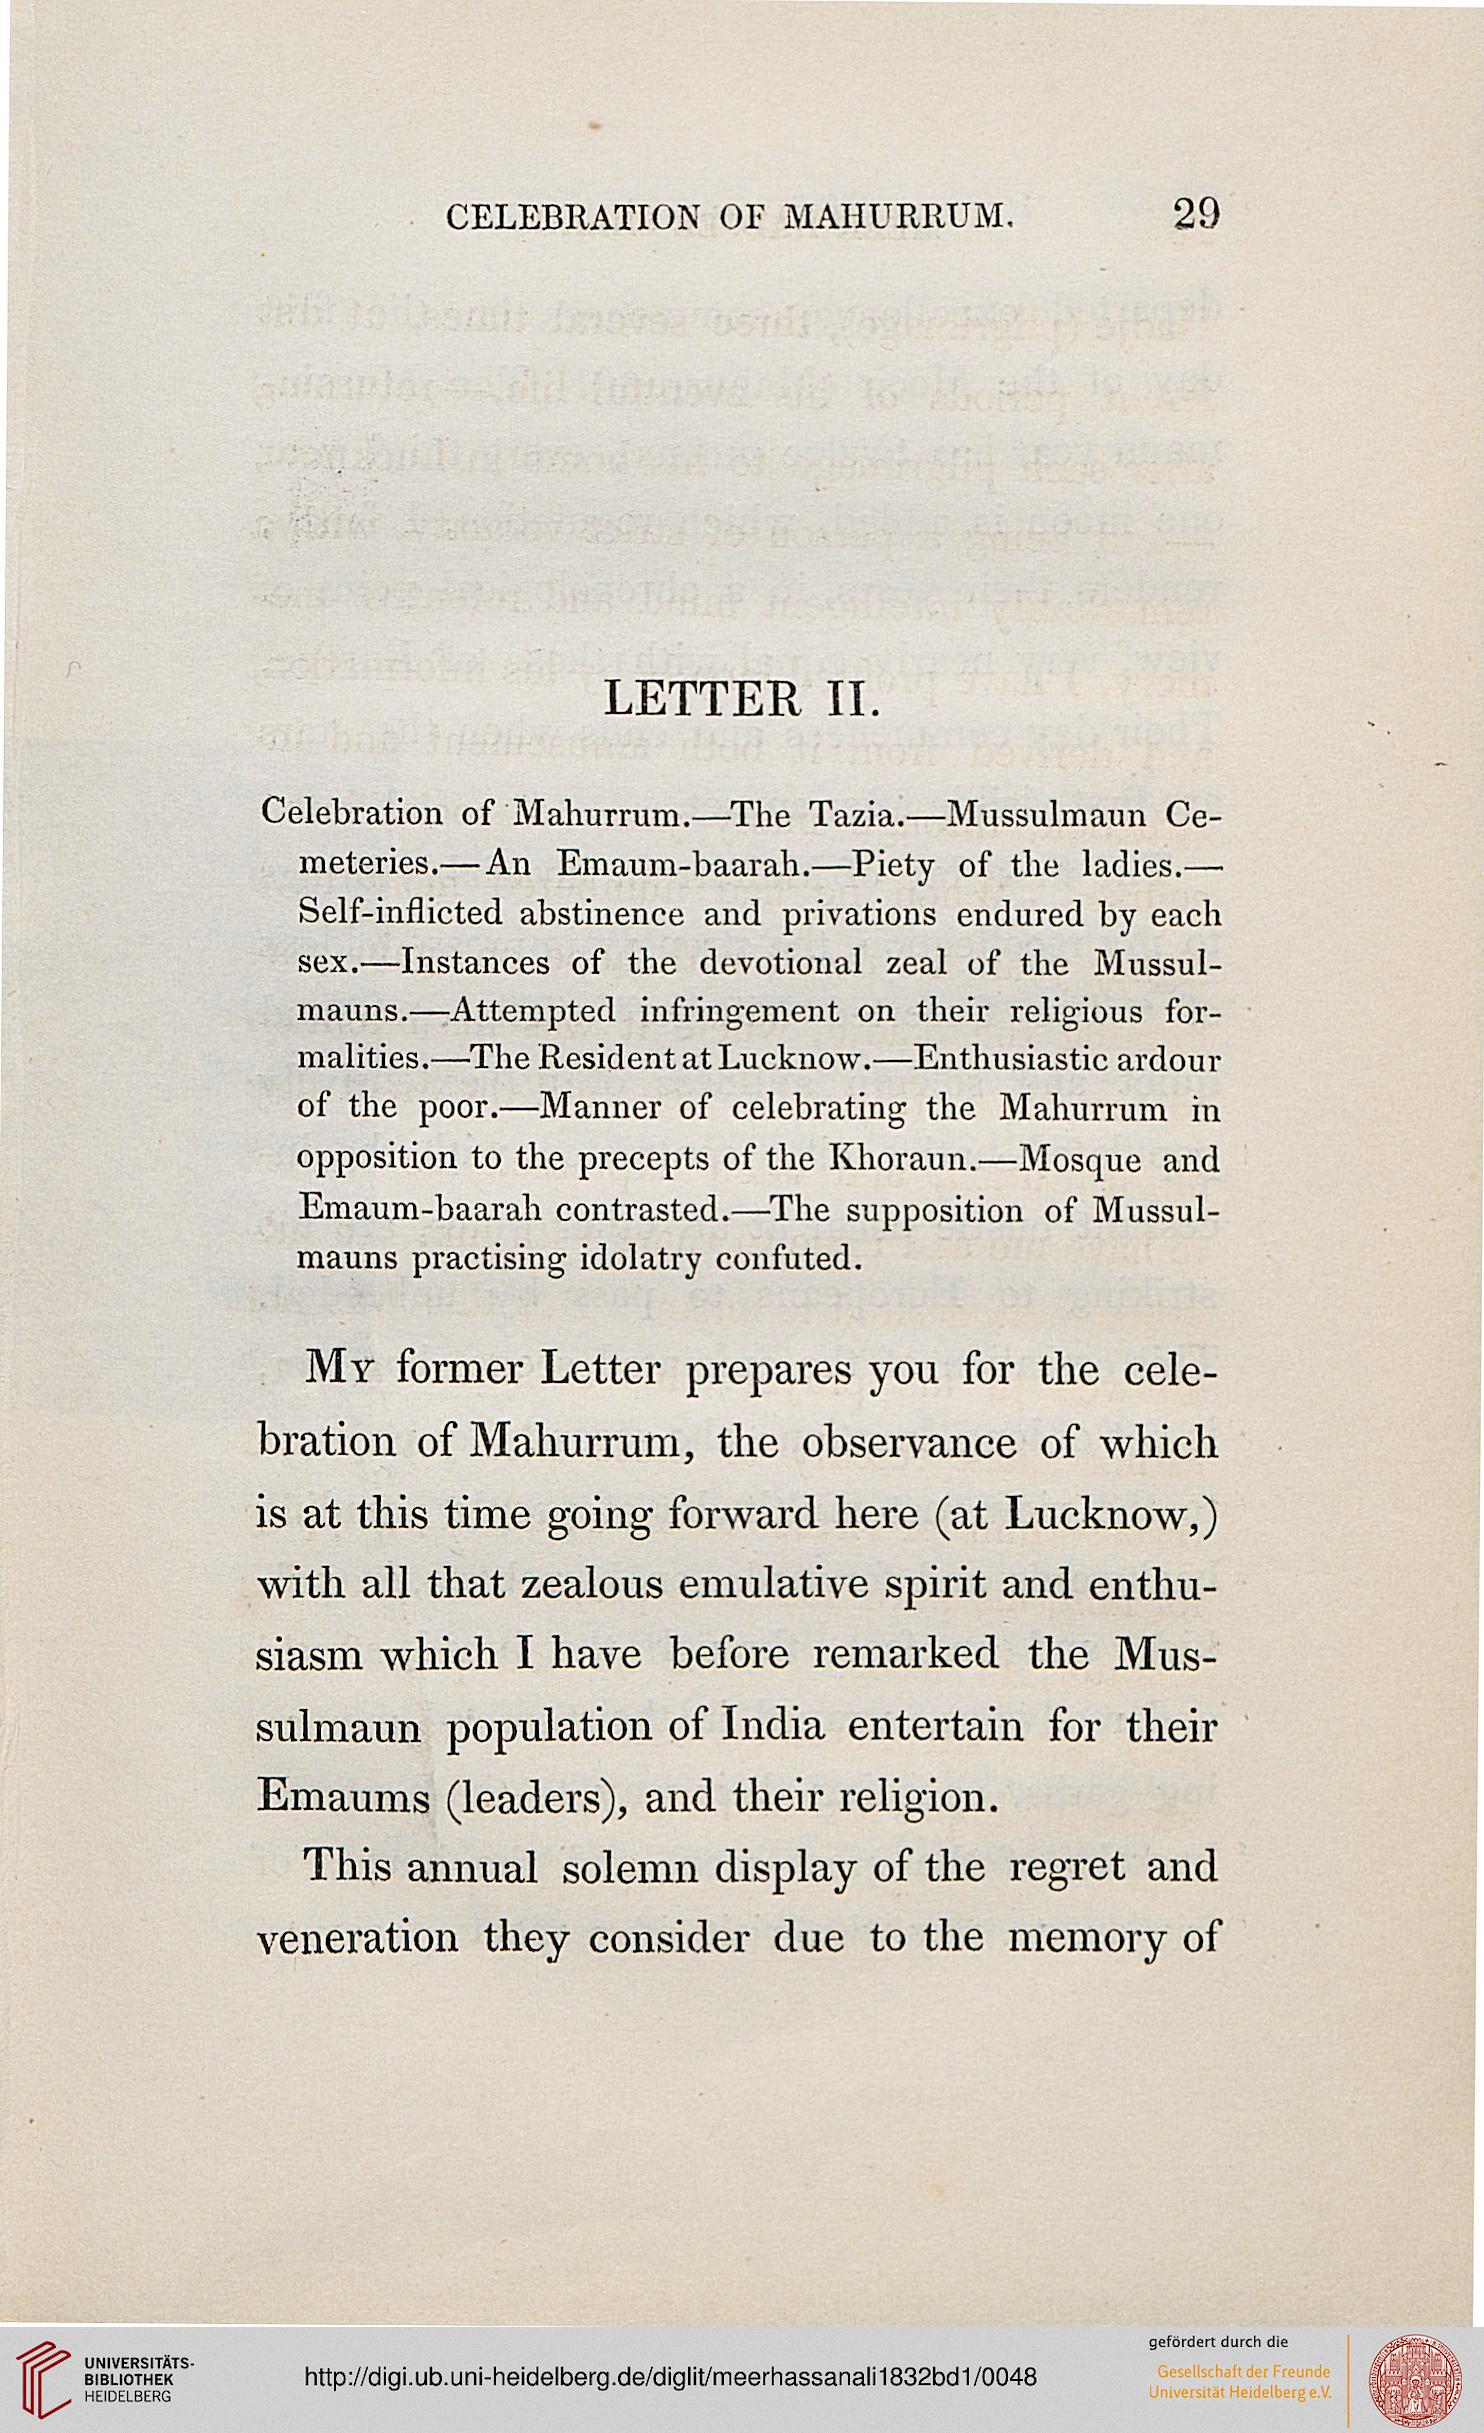 CELEBRATION OF MAHURRUM. 29
LETTER II.
Celebration of Mahurrum.—The Tazia.—Mussulmaun Ce-
meteries.—An Emaum-baarah.—Piety of the ladies.—
Self-inflicted abstinence and privations endured by each
sex.—Instances of the devotional zeal of the Mussul-
mauns.—Attempted infringement on their religious for-
malities.—The Resident at Lucknow.—Enthusiastic ardour
of the poor.—Manner of celebrating the Mahurrum in
opposition to the precepts of the Khoraun.—Mosque and
Emaum-baarah contrasted.—The supposition of Mussul-
mauns practising idolatry confuted.
My former Letter prepares you for the cele-
bration of Mahurrum, the observance of which
is at this time going forward here (at Lucknow,)
with all that zealous emulative spirit and enthu-
siasm which I have before remarked the Mus-
sulmaun population of India entertain for their
Emaums (leaders), and their religion.
This annual solemn display of the regret and
veneration they consider due to the memory of
UNIVERSITÄTS-
BIBLIOTHEK
HEIDELBERG
http://digi.ub.uni-heidelberg.de/diglit/meerhassanali1832bd1/0048
gefördert durch die
Gesellschaft der Freunde
Universität Heidelberg e.V.